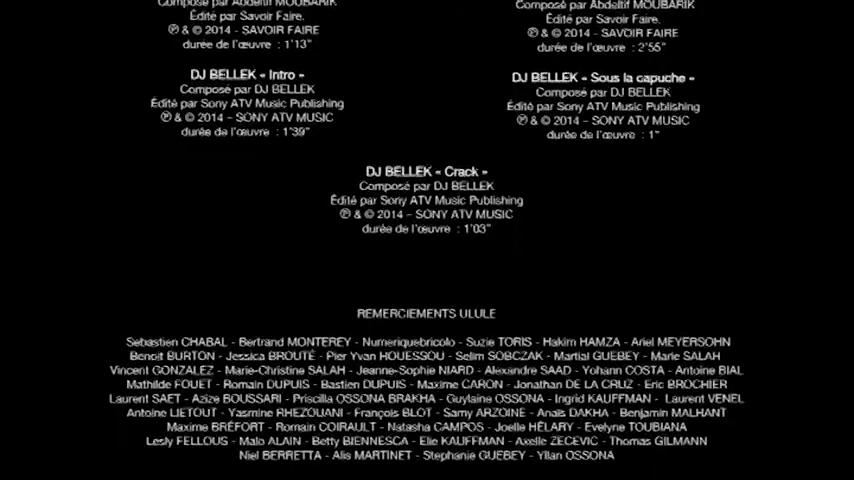 Composé par Abdeltif MOUBARIK
Édité par Savoir Faire.
℗ & © 2014 - SAVOIR FAIRE
durée de l'œuvre : 1'13"
Composé par Abdeltif MOUBARIK
Édité par Savoir Faire.
℗ & © 2014 - SAVOIR FAIRE
durée de l'œuvre : 2'55"
DJ BELLEK « Intro »
Composé par DJ BELLEK
Édité par Sony ATV Music Publishing
℗ & © 2014 - SONY ATV MUSIC
durée de l'œuvre : 1'39"
DJ BELLEK « Sous la capuche »
Composé par DJ BELLEK
Édité par Sony ATV Music Publishing
℗ & © 2014 - SONY ATV MUSIC
durée de l'œuvre : 1"
DJ BELLEK « Crack »
Composé par DJ BELLEK
Édité par Sony ATV Music Publishing
℗ & © 2014 - SONY ATV MUSIC
durée de l'œuvre : 1'03"
REMERCIEMENTS ULULE
Sebastien CHABAL - Bertrand MONTEREY - Numeriquebricolo - Suzie TORIS - Hakim HAMZA - Ariel MEYERSOHN
Benoit BURTON - Jessica BROUTÉ - Pier Yvan HOUESSOU - Selim SOBCZAK - Martial GUEBEY - Marie SALAH
Vincent GONZALEZ - Marie-Christine SALAH - Jeanne-Sophie NIARD - Alexandre SAAD - Yohann COSTA - Antoine BIAL
Mathilde FOUET - Romain DUPUIS - Bastien DUPUIS - Maxime CARON - Jonathan DE LA CRUZ - Eric BROCHIER
Laurent SAET - Azize BOUSSARI - Priscilla OSSONA BRAKHA - Guylaine OSSONA - Ingrid KAUFFMAN - Laurent VENEL
Antoine LIETOUT - Yasmine RHEZOUANI - François BLOT - Samy ARZOINE - Anaïs DAKHA - Benjamin MALHANT
Maxime BRÉFORT - Romain COIRAULT - Natasha CAMPOS - Joelle HÉLARY - Evelyne TOUBIANA
Lesly FELLOUS - Malo ALAIN - Betty BIENNESCA - Elie KAUFFMAN - Axelle ZECEVIC - Thomas GILMANN
Niel BERRETTA - Alis MARTINET - Stephanie GUEBEY - Yllan OSSONA